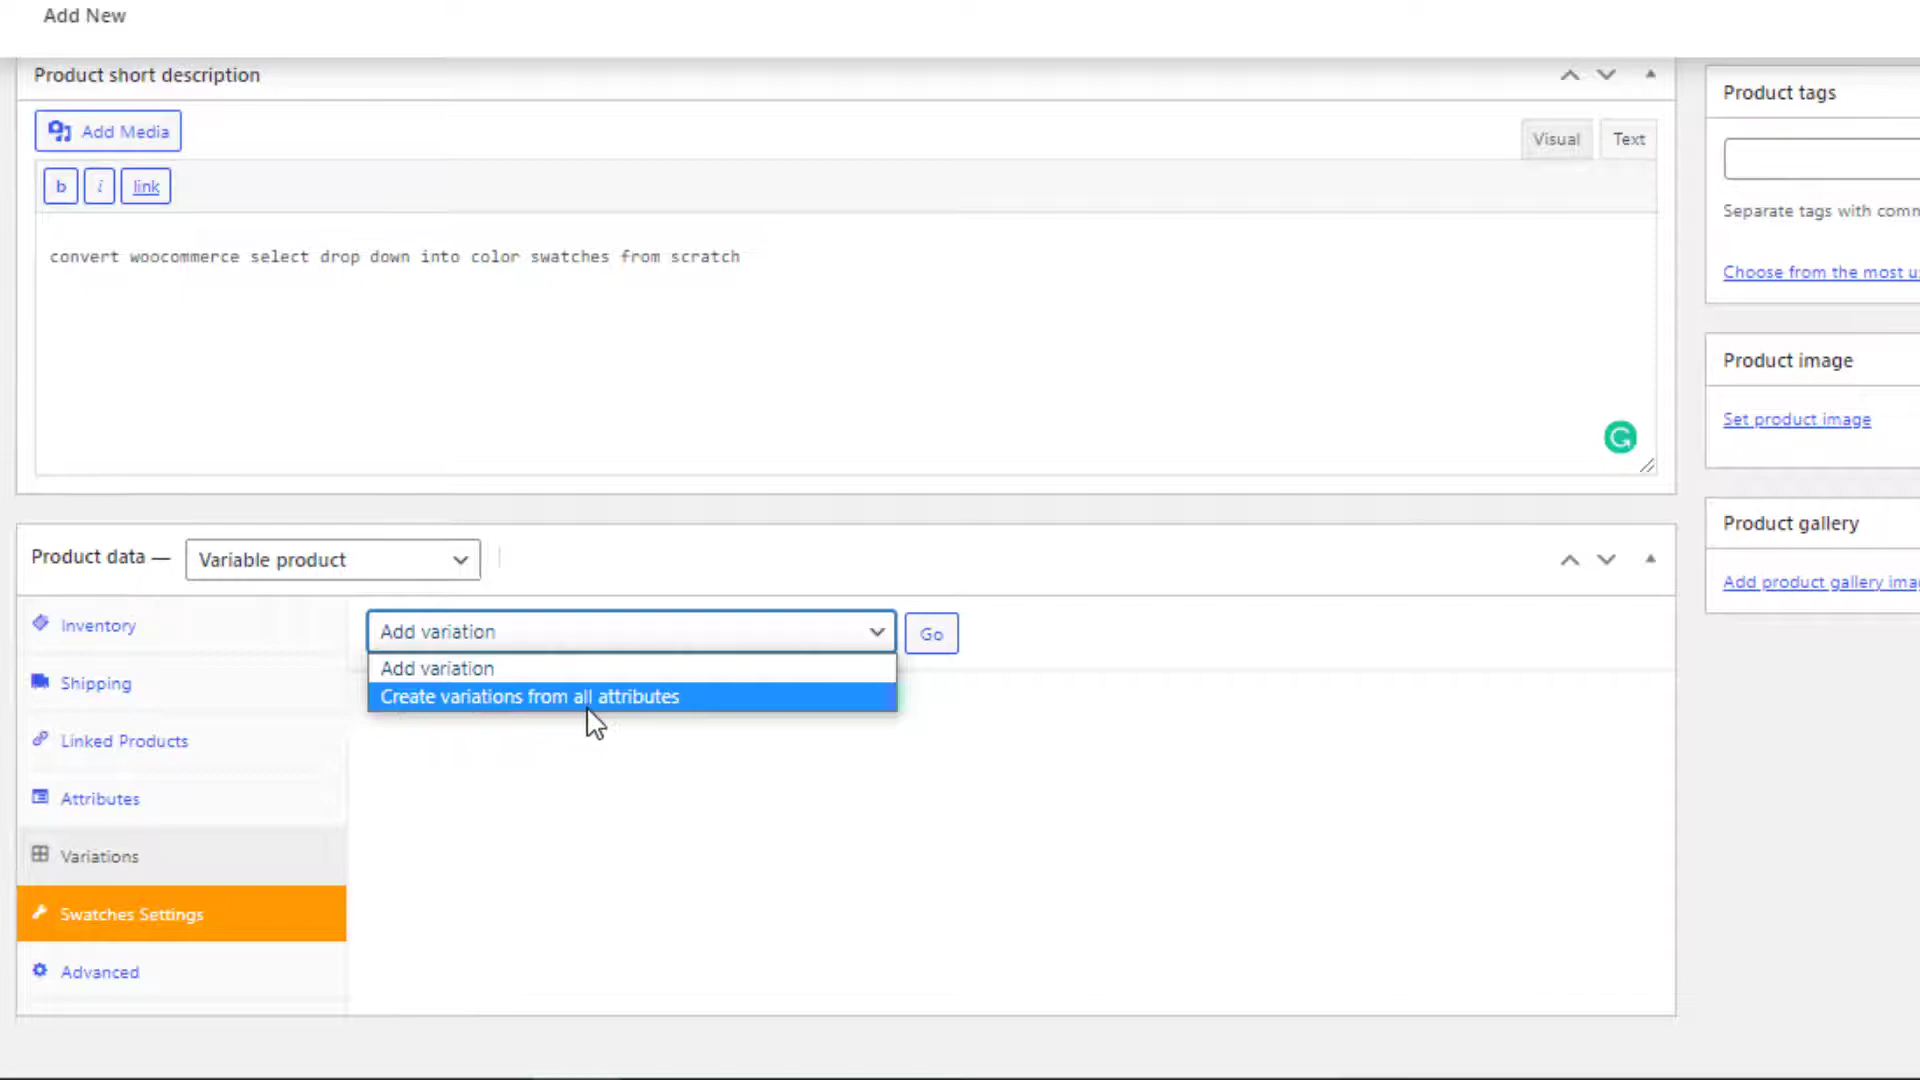 Add New
Product short description
Add Media
Visual
Text
b
i
link
convert woocommerce select drop down into color swatches from scratch
Product data —
Variable product
Inventory
Shipping
Linked Products
Attributes
Variations
Swatches Settings
Advanced
Add variation
Go
Add variation
Create variations from all attributes
Product tags
Separate tags with comm
Choose from the most u
Product image
Set product image
Product gallery
Add product gallery ima